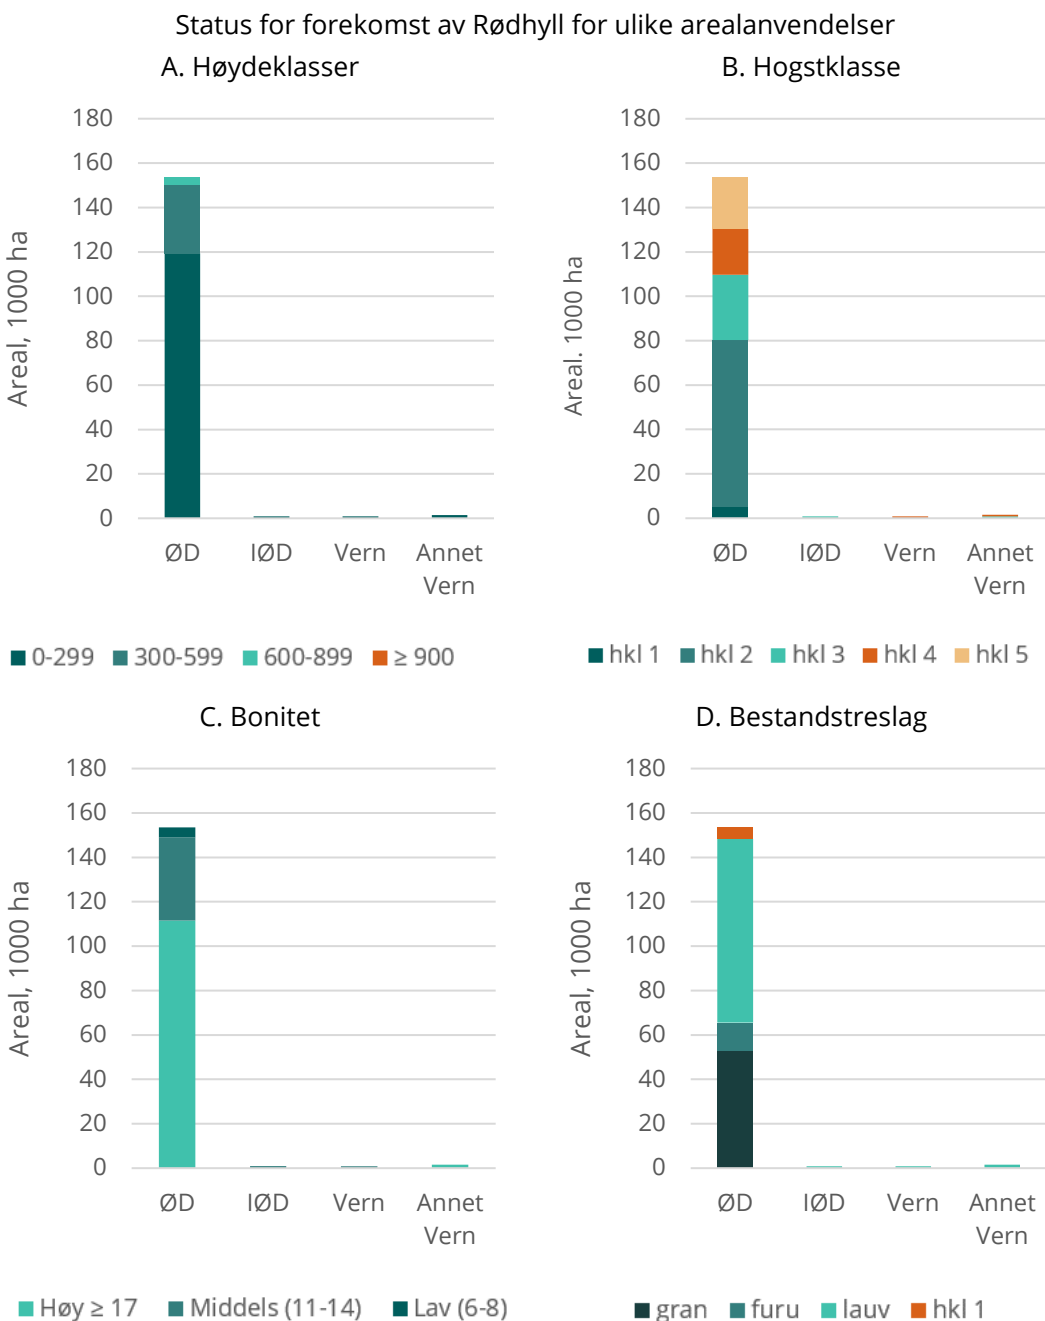 Status for forekomst av Rødhyll for ulike arealanvendelser
A. Høydeklasser
Areal, 1000 ha
180
160
140
120
100
80
60
40
20
0
ØD IØD Vern Annet Vern
0-299 300-599 600-899 ≥ 900
B. Hogstklasse
Areal. 1000 ha
180
160
140
120
100
80
60
40
20
0
ØD IØD Vern Annet Vern
hkl 1 hkl 2 hkl 3 hkl 4 hkl 5
C. Bonitet
Areal, 1000 ha
180
160
140
120
100
80
60
40
20
0
ØD IØD Vern Annet Vern
Høy ≥ 17 Middels (11-14) Lav (6-8)
D. Bestandstreslag
Areal, 1000 ha
180
160
140
120
100
80
60
40
20
0
ØD IØD Vern Annet Vern
gran furu lauv hkl 1